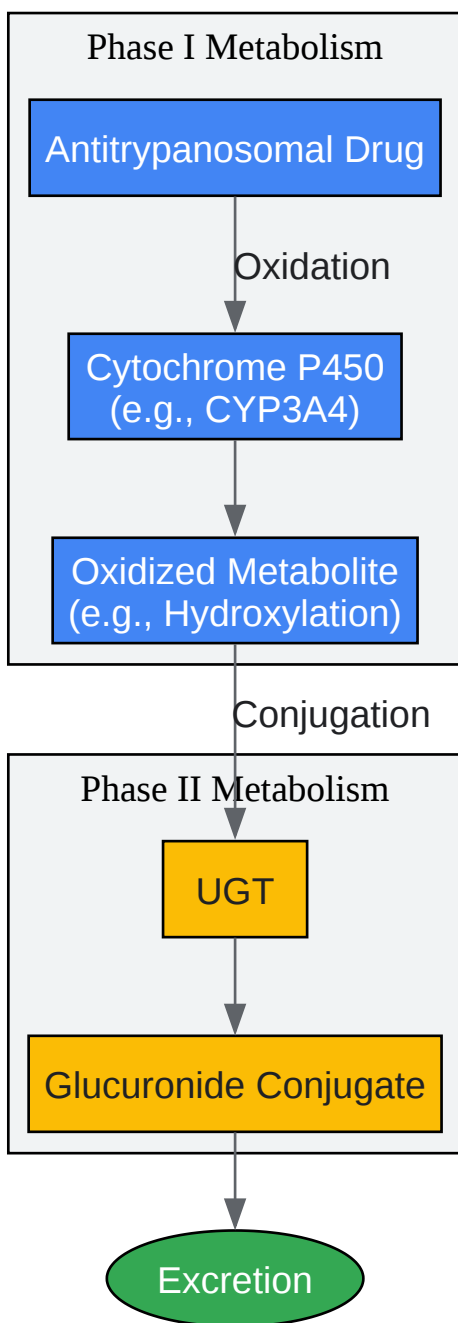 Phase I Metabolism
Antitrypanosomal Drug
Oxidation
Cytochrome P450
(e.g., CYP3A4)
Oxidized Metabolite
(e.g., Hydroxylation)
Conjugation
Phase II Metabolism
UGT
Glucuronide Conjugate
Excretion